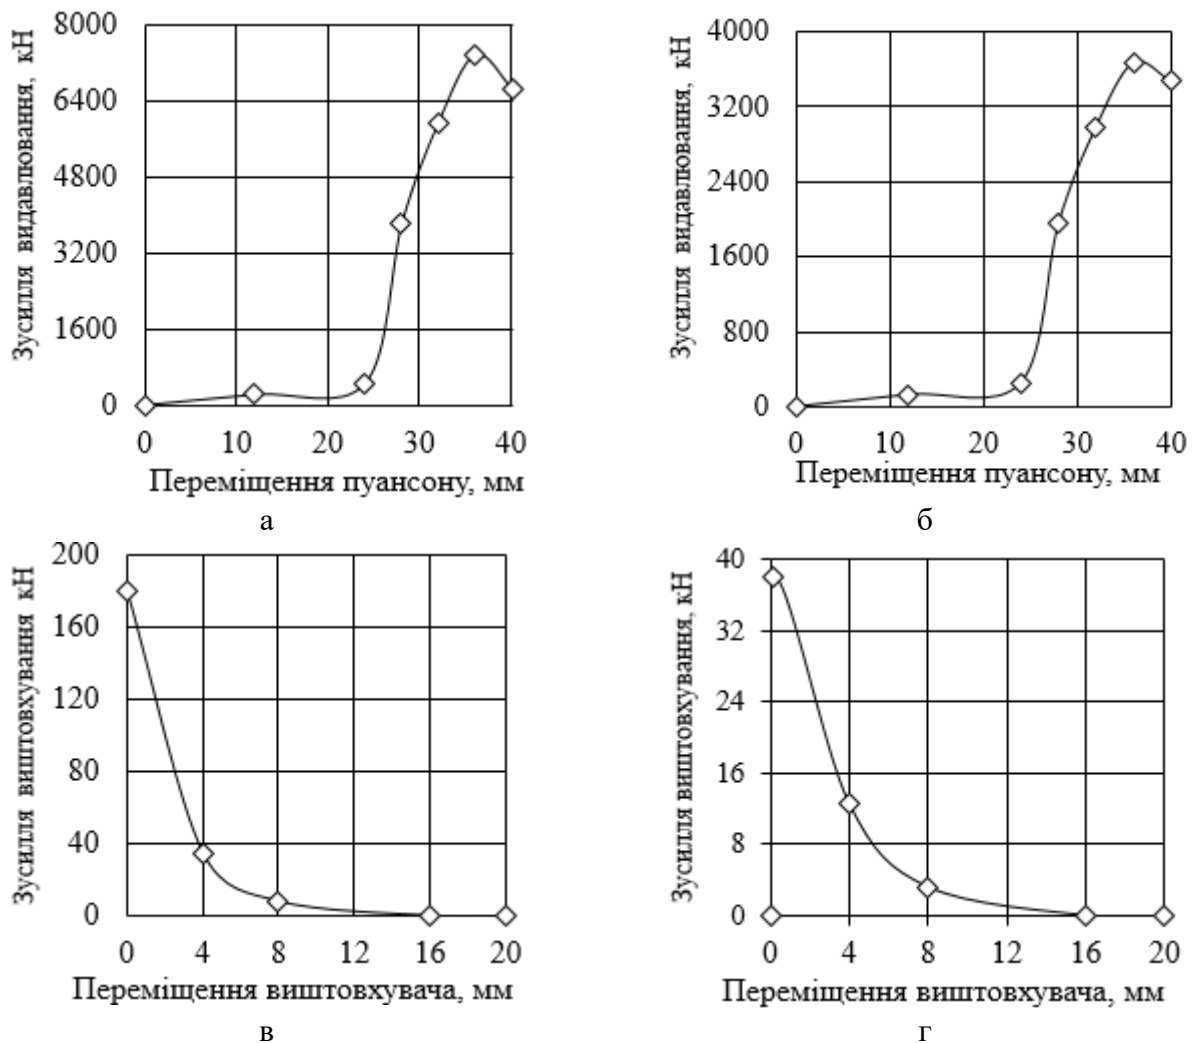 Зусилля видавлювання, кН
8000
6400
4800
3200
1600
0
0 10 20 30 40
Переміщення пуансону, мм
а
Зусилля видавлювання, кН
4000
3200
2400
1600
800
0
0 10 20 30 40
Переміщення пуансону, мм
б
Зусилля виштовхування кН
200
160
120
80
40
0
0 4 8 12 16 20
Переміщення виштовхувача, мм
в
Зусилля виштовхування, кН
40
32
24
16
8
0
0 4 8 12 16 20
Переміщення виштовхувача, мм
г